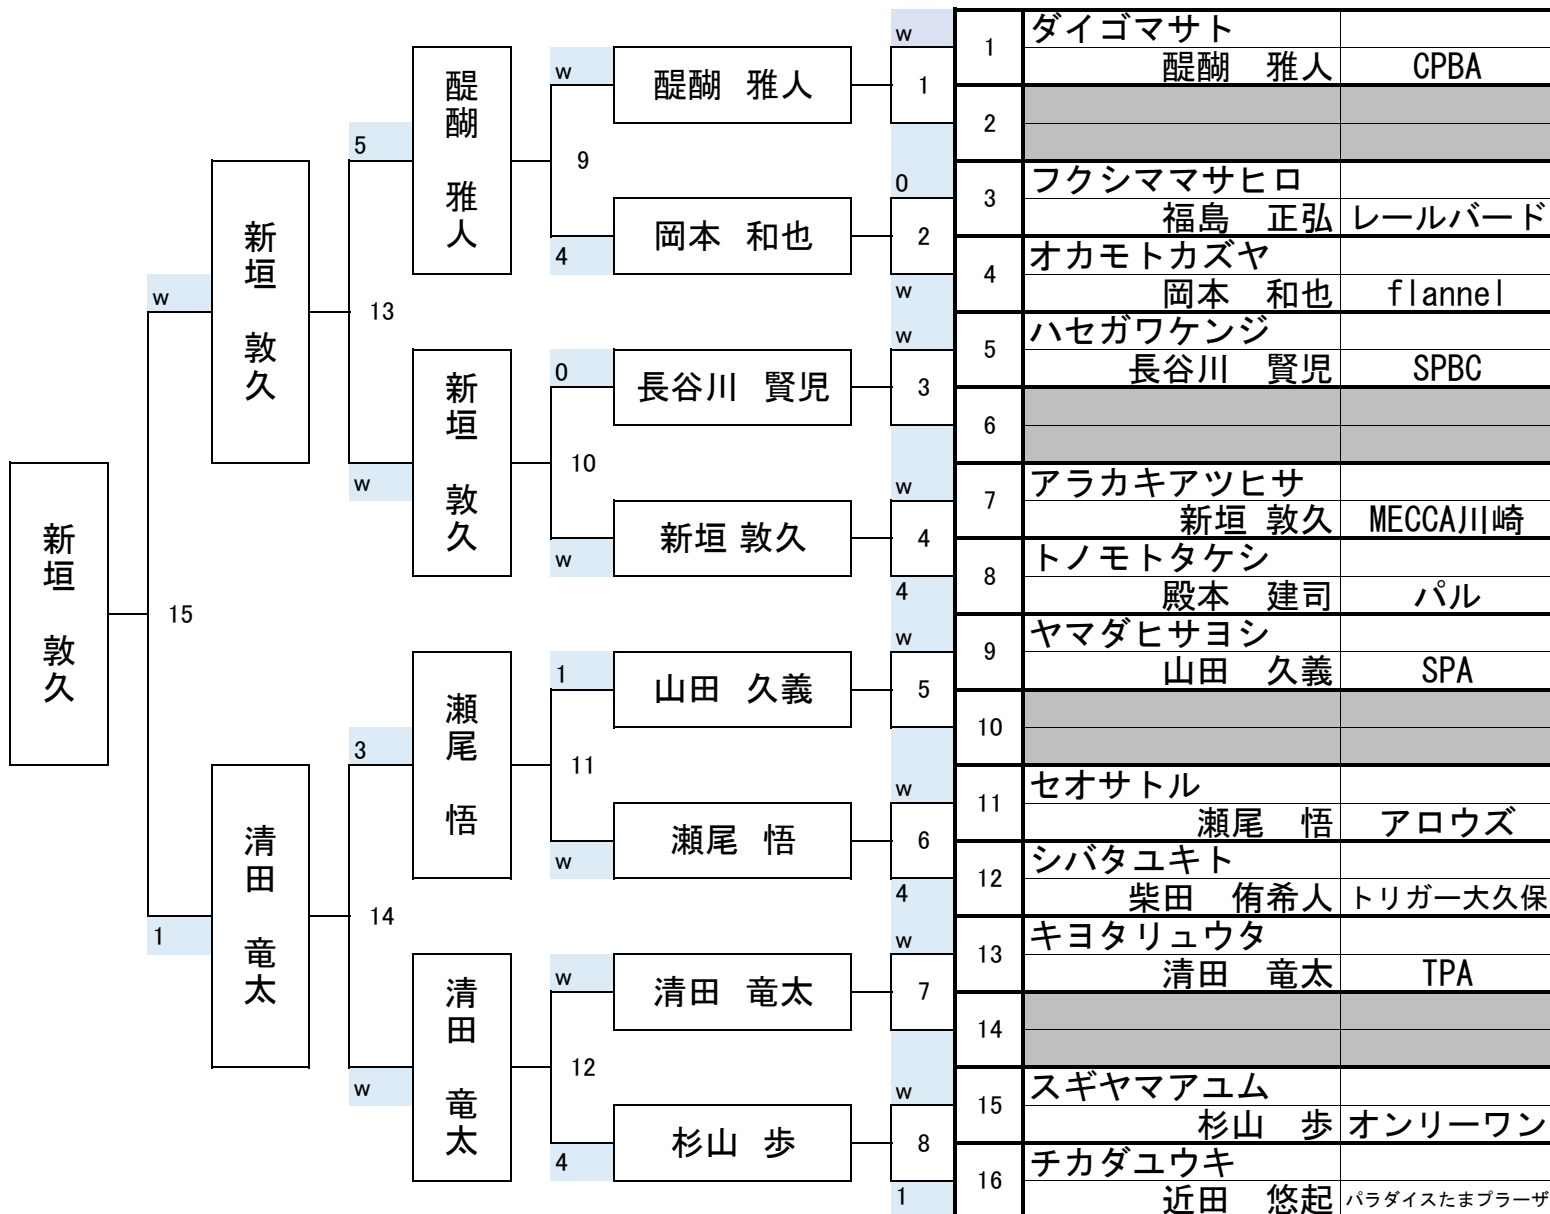 w
1
ダイゴマサト
醍醐 雅人 CPBA
1
醍醐 雅人
w
醍醐 雅人
2
5
9
0
3
フクシママサヒロ
福島 正弘 レールバード
2
岡本 和也
4
新垣 敦久
w
4
オカモトカズヤ
岡本 和也 flannel
w
13
w
5
ハセガワケンジ
長谷川 賢児 SPBC
3
長谷川 賢児
0
新垣 敦久
6
10
w
w
7
アラカキアツヒサ
新垣 敦久 MECCA川崎
4
新垣 敦久
w
新垣 敦久
15
4
8
トノモトタケシ
殿本 建司 パル
w
9
ヤマダヒサヨシ
山田 久義 SPA
5
山田 久義
1
瀬尾 悟
10
3
11
w
11
セオサトル
瀬尾 悟 アロウズ
6
瀬尾 悟
w
清田 竜太
4
12
シバタユキト
柴田 侑希人 トリガー大久保
14
1
w
13
キヨタリュウタ
清田 竜太 TPA
7
清田 竜太
w
清田 竜太
14
12
w
w
15
スギヤマアユム
杉山 歩 オンリーワン
8
杉山 歩
4
1
16
チカダユウキ
近田 悠起 パラダイスたまプラーザ